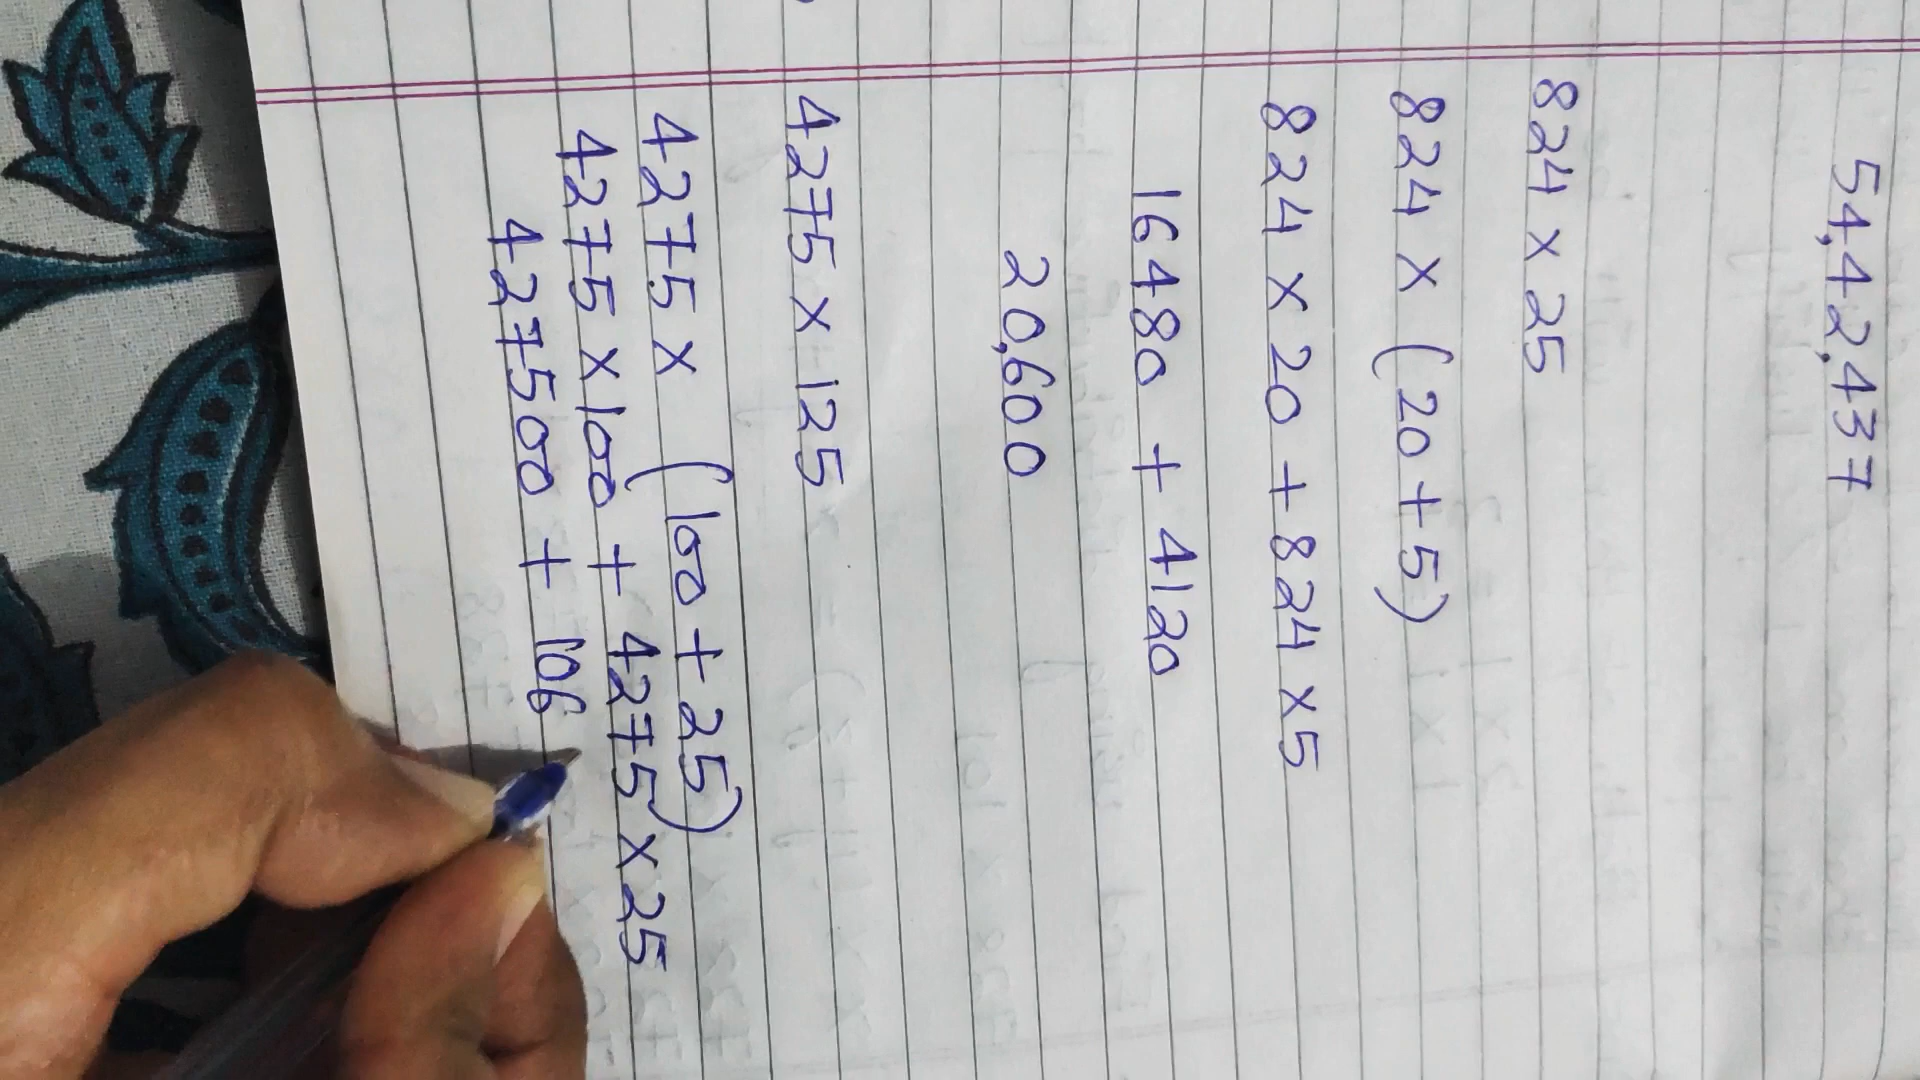 54,42,437
824 × 25
824 × (20 + 5)
824 × 20 + 824 × 5
16480 + 4120
20,600
4275 × 125
4275 × (100 + 25)
4275 × 100 + 4275 × 25
427500 + 106